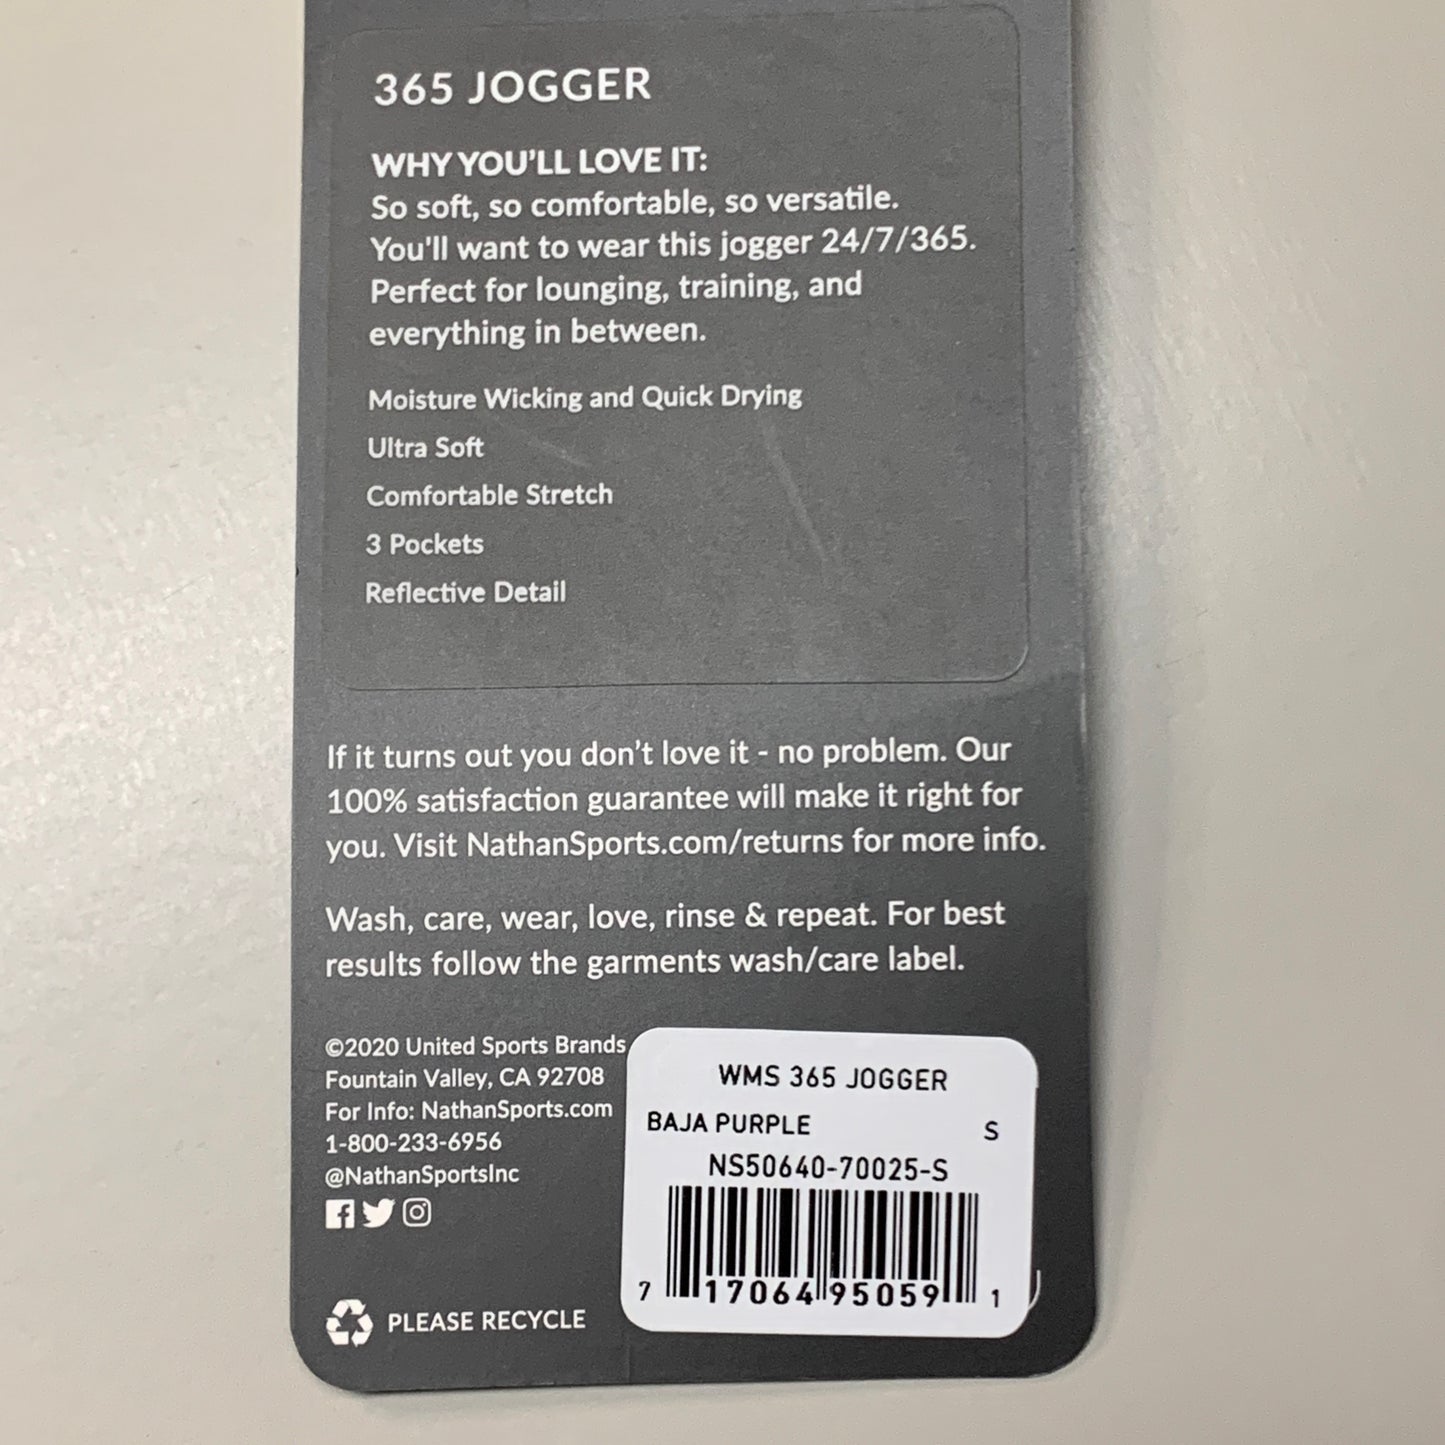 365 JOGGER
WHY YOU'LL LOVE IT:
So soft, so comfortable, so versatile.
You'll want to wear this jogger 24/7/365.
Perfect for lounging, training, and
everything in between.
Moisture Wicking and Quick Drying
Ultra Soft
Comfortable Stretch
3 Pockets
Reflective Detail
If it turns out you don't love it - no problem. Our
100% satisfaction guarantee will make it right for
you. Visit NathanSports.com/returns for more info.
Wash, care, wear, love, rinse & repeat. For best
results follow the garments wash/care label.
©2020 United Sports Brands
Fountain Valley, CA 92708
For Info: NathanSports.com
1-800-233-6956
@NathanSportsInc
PLEASE RECYCLE
WMS 365 JOGGER
BAJA PURPLE S
NS50640-70025-S
7 17064 95059 1